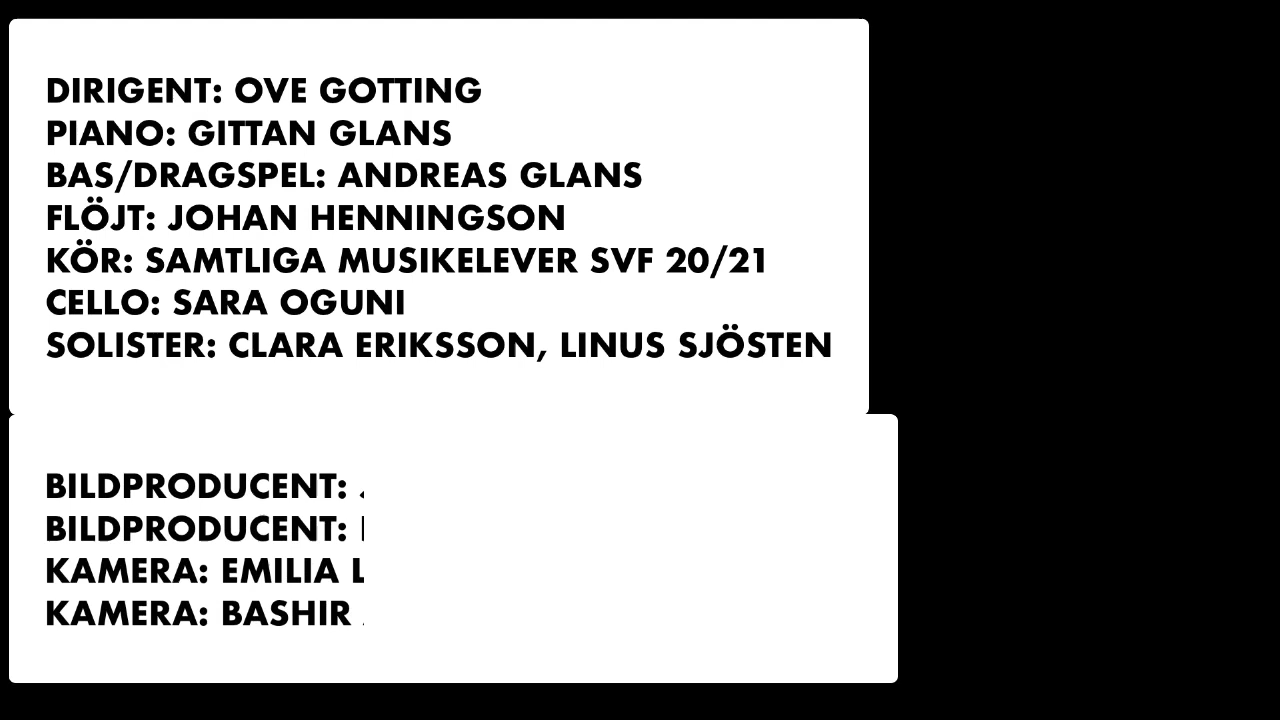 DIRIGENT: OVE GOTTING
PIANO: GITTAN GLANS
BAS/DRAGSPEL: ANDREAS GLANS
FLÖJT: JOHAN HENNINGSON
KÖR: SAMTLIGA MUSIKELEVER SVF 20/21
CELLO: SARA OGUNI
SOLISTER: CLARA ERIKSSON, LINUS SJÖSTEN
BILDPRODUCENT:
BILDPRODUCENT:
KAMERA: EMILIA
KAMERA: BASHIR